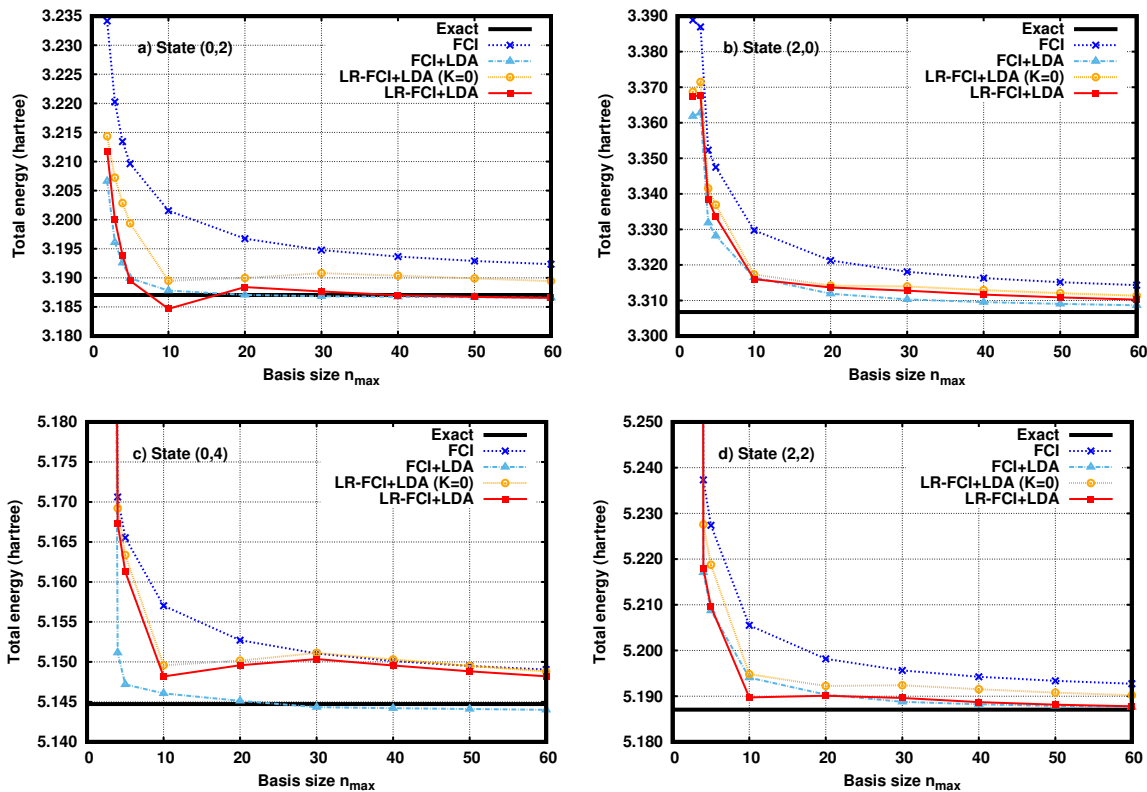 a) State (0,2)
Exact
FCI
FCI+LDA
LR-FCI+LDA (K=0)
LR-FCI+LDA
Total energy (hartree)
3.235
3.230
3.225
3.220
3.215
3.210
3.205
3.200
3.195
3.190
3.185
3.180
0 10 20 30 40 50 60
Basis size nmax
b) State (2,0)
Exact
FCI
FCI+LDA
LR-FCI+LDA (K=0)
LR-FCI+LDA
Total energy (hartree)
3.390
3.380
3.370
3.360
3.350
3.340
3.330
3.320
3.310
3.300
0 10 20 30 40 50 60
Basis size nmax
c) State (0,4)
Exact
FCI
FCI+LDA
LR-FCI+LDA (K=0)
LR-FCI+LDA
Total energy (hartree)
5.180
5.175
5.170
5.165
5.160
5.155
5.150
5.145
5.140
0 10 20 30 40 50 60
Basis size nmax
d) State (2,2)
Exact
FCI
FCI+LDA
LR-FCI+LDA (K=0)
LR-FCI+LDA
Total energy (hartree)
5.250
5.240
5.230
5.220
5.210
5.200
5.190
5.180
0 10 20 30 40 50 60
Basis size nmax